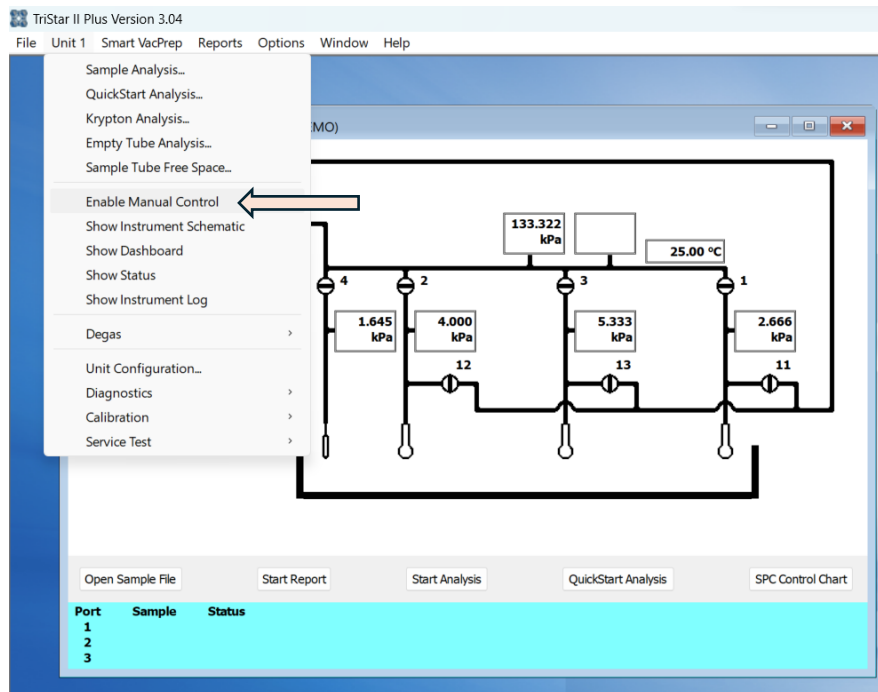 TriStar II Plus Version 3.04
File Unit 1 Smart VacPrep Reports Options Window Help
Sample Analysis...
QuickStart Analysis...
Krypton Analysis...
Empty Tube Analysis...
Sample Tube Free Space...
Enable Manual Control
Show Instrument Schematic
Show Dashboard
Show Status
Show Instrument Log
Degas
Unit Configuration...
Diagnostics
Calibration
Service Test
MO)
133.322
kPa
25.00 ºC
4
2
3
1
1.645
kPa
4.000
kPa
5.333
kPa
2.666
kPa
12
13
11
Open Sample File
Start Report
Start Analysis
QuickStart Analysis
SPC Control Chart
Port Sample Status
1
2
3